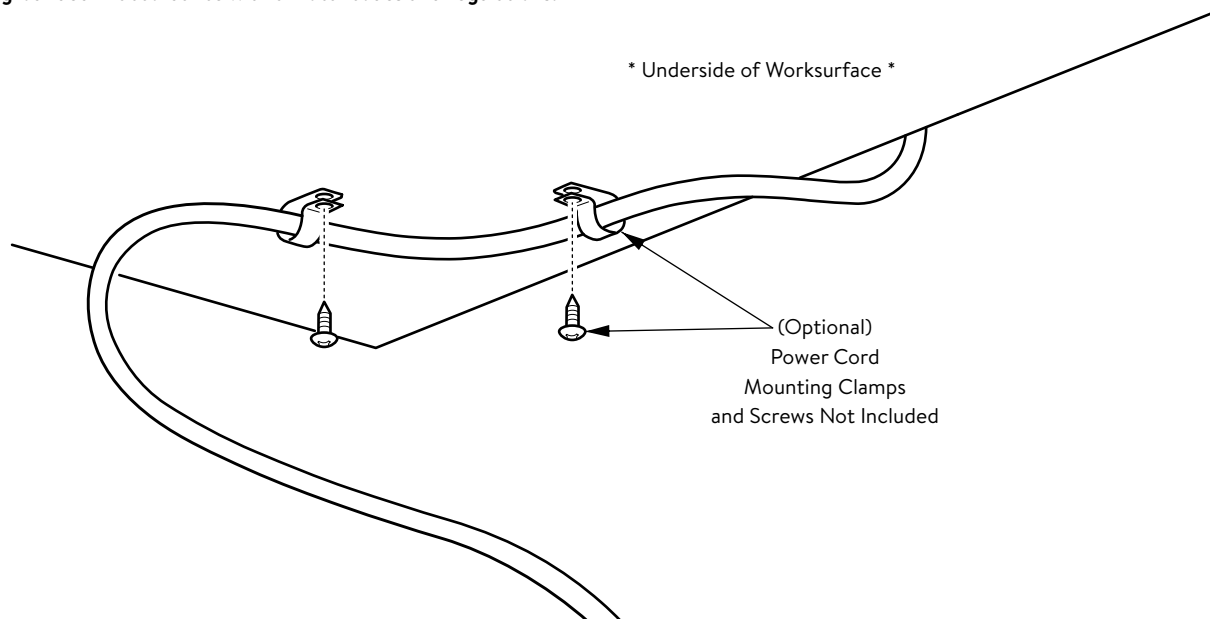 * Underside of Worksurface *
(Optional)
Power Cord
Mounting Clamps
and Screws Not Included